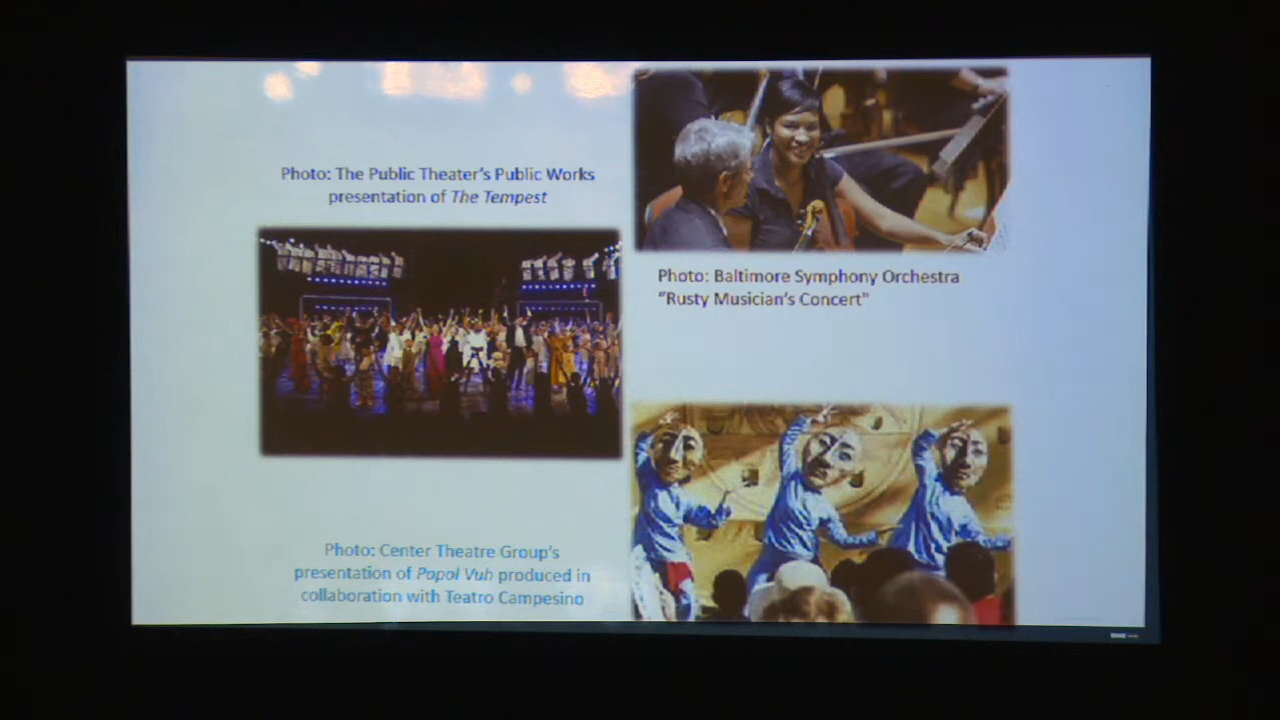 Photo: The Public Theater's Public Works
presentation of The Tempest
Photo: Baltimore Symphony Orchestra
"Rusty Musician's Concert"
Photo: Center Theatre Group's
presentation of Popol Vuh produced in
collaboration with Teatro Campesino